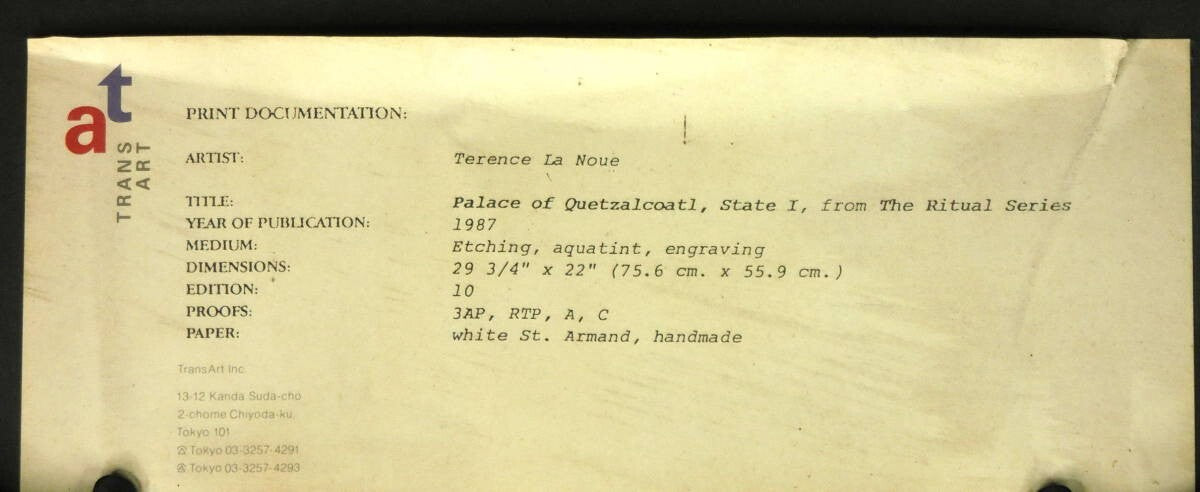 at
TRANS
ART
PRINT DOCUMENTATION:
ARTIST: Terence La Noue
TITLE: Palace of Quetzalcoatl, State I, from The Ritual Series
YEAR OF PUBLICATION: 1987
MEDIUM: Etching, aquatint, engraving
DIMENSIONS: 29 3/4" x 22" (75.6 cm. x 55.9 cm.)
EDITION: 10
PROOFS: 3AP, RTP, A, C
PAPER: white St. Armand, handmade
TransArt Inc.
13-12 Kanda Suda-cho
2-chome Chiyoda-ku,
Tokyo 101
Tokyo 03-3257-4291
Tokyo 03-3257-4293